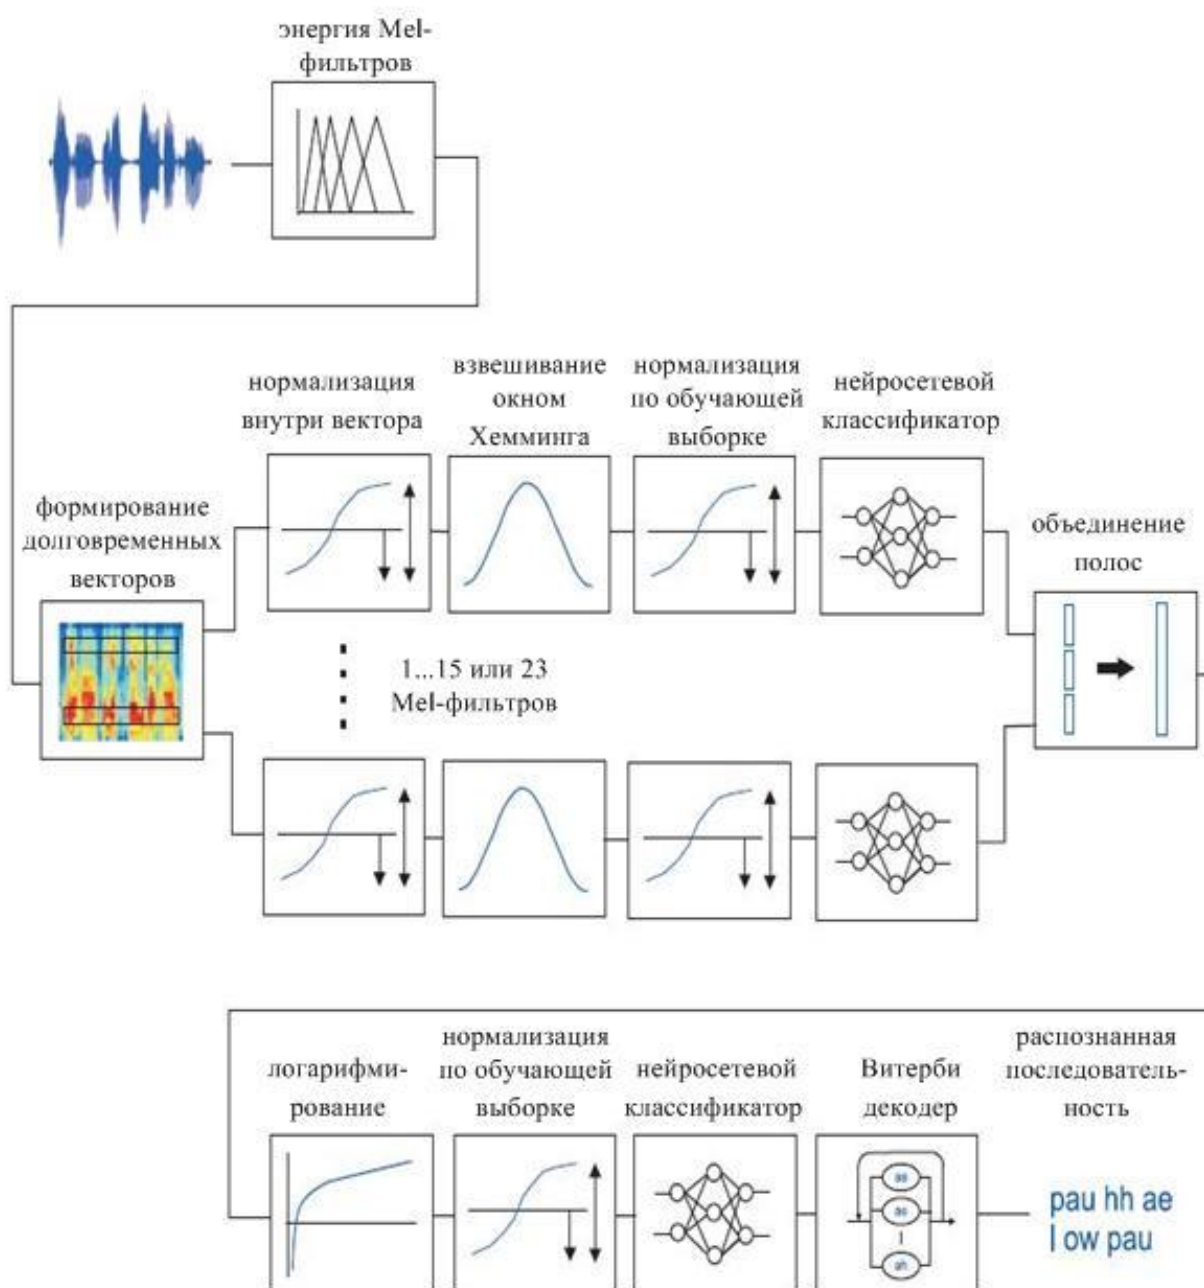 энергия Mel-
фильтров
нормализация
внутри вектора
взвешивание
окном
Хемминга
нормализация
по обучающей
выборке
нейросетевой
классификатор
формирование
долговременных
векторов
объединение
полос
1...15 или 23
Mel-фильтров
логарифми-
рование
нормализация
по обучающей
выборке
нейросетевой
классификатор
Витерби
декодер
распознанная
последователь-
ность
pau hh ae
l ow pau